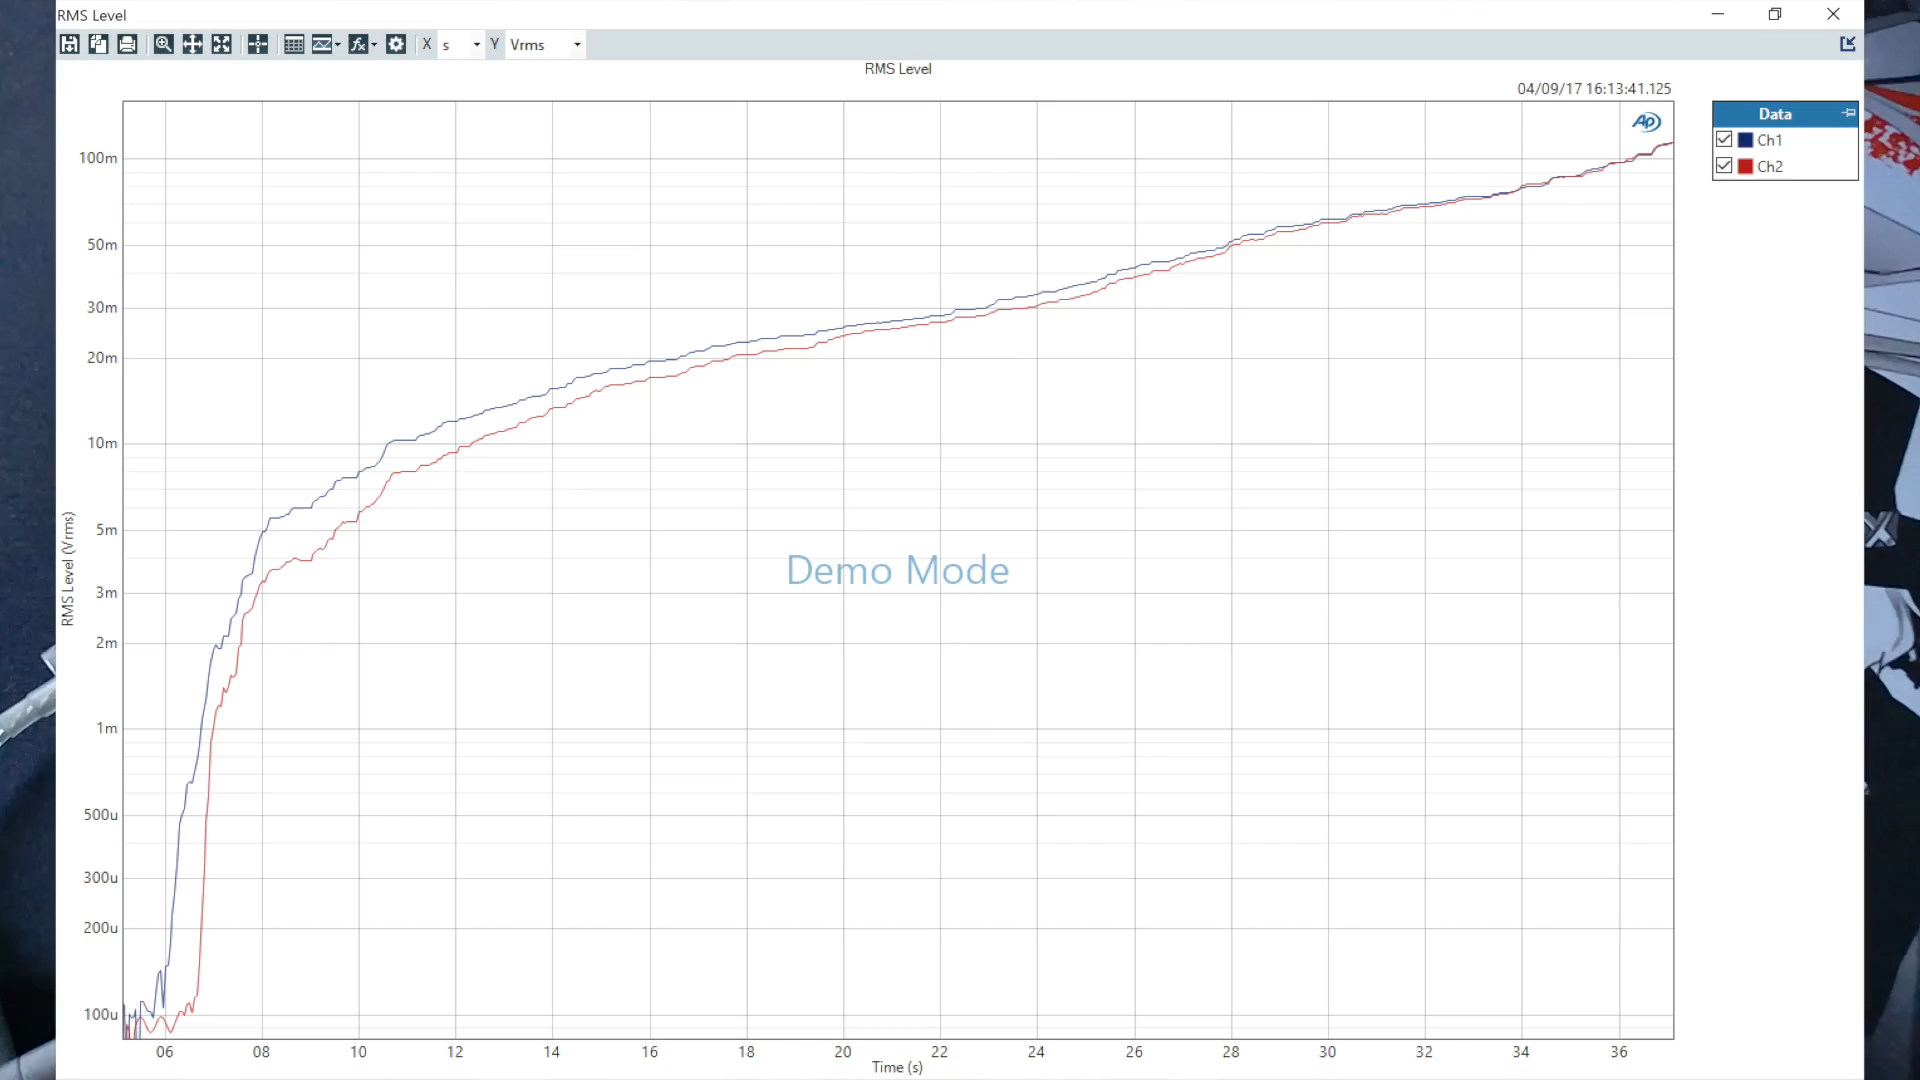 RMS Level
X s Y Vrms
RMS Level
04/09/17 16:13:41.125
AP
Data
Ch1
Ch2
100m
50m
30m
20m
10m
5m
3m
2m
1m
500u
300u
200u
100u
RMS Level (Vrms)
Demo Mode
06 08 10 12 14 16 18 20 22 24 26 28 30 32 34 36
Time (s)